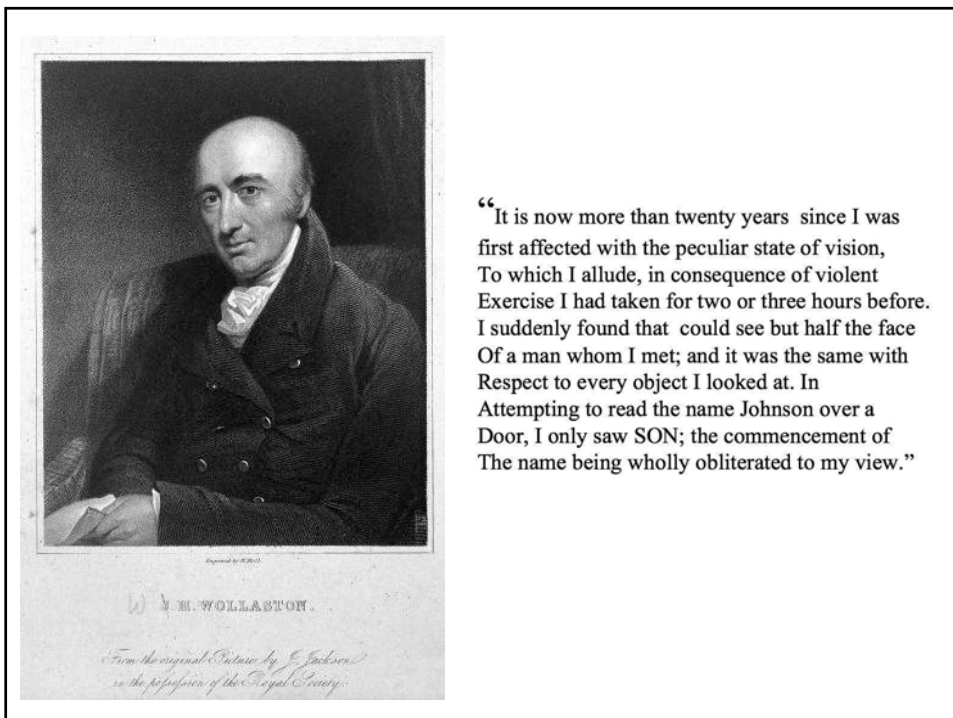 Engraved by W. Holl.
W J. H. WOLLASTON.
From the original Picture by J. Jackson
in the possession of the Royal Society.
“It is now more than twenty years since I was
first affected with the peculiar state of vision,
To which I allude, in consequence of violent
Exercise I had taken for two or three hours before.
I suddenly found that could see but half the face
Of a man whom I met; and it was the same with
Respect to every object I looked at. In
Attempting to read the name Johnson over a
Door, I only saw SON; the commencement of
The name being wholly obliterated to my view.”